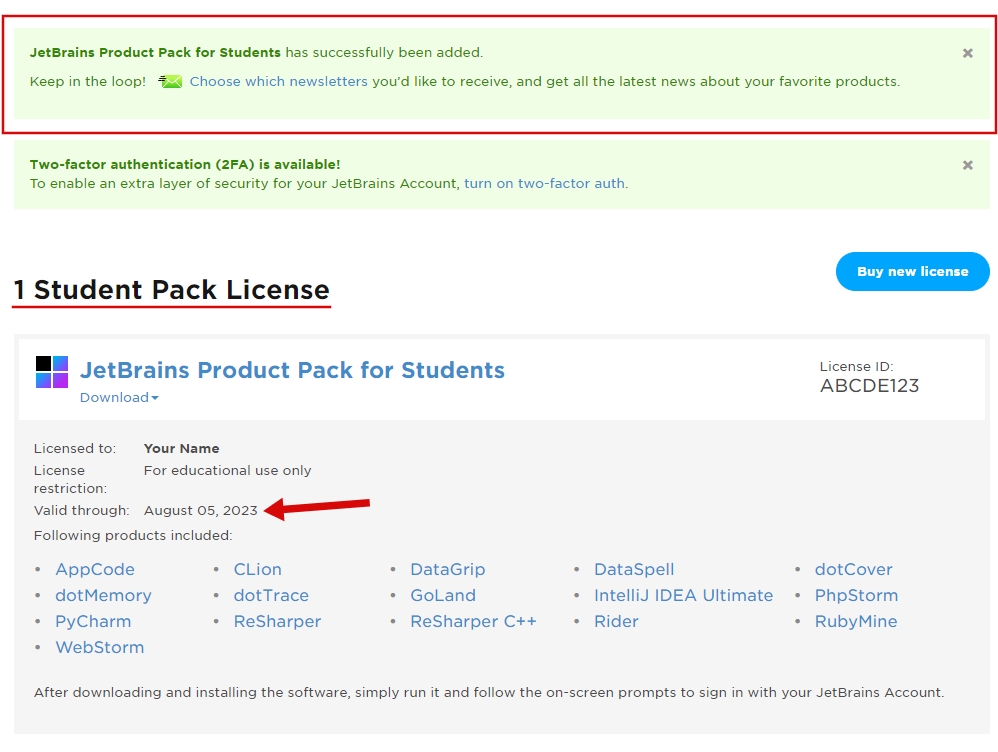 JetBrains Product Pack for Students has successfully been added.
Keep in the loop! Choose which newsletters you'd like to receive, and get all the latest news about your favorite products.
Two-factor authentication (2FA) is available!
To enable an extra layer of security for your JetBrains Account, turn on two-factor auth.
Buy new license
1 Student Pack License
JetBrains Product Pack for Students
Download
License ID:
ABCDE123
Licensed to: Your Name
License restriction: For educational use only
Valid through: August 05, 2023
Following products included:
AppCode CLion DataGrip DataSpell dotCover
dotMemory dotTrace GoLand IntelliJ IDEA Ultimate PhpStorm
PyCharm ReSharper ReSharper C++ Rider RubyMine
WebStorm
After downloading and installing the software, simply run it and follow the on-screen prompts to sign in with your JetBrains Account.